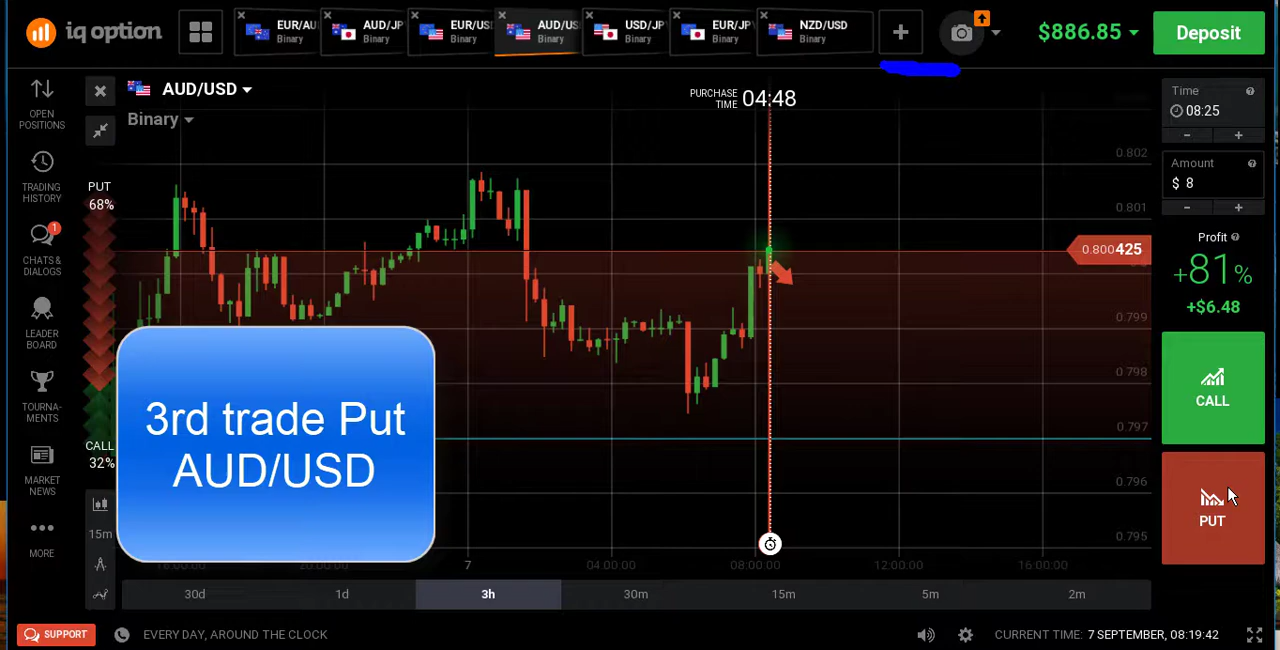 iq option
EUR/AU
Binary
AUD/JP
Binary
EUR/US
Binary
AUD/US
Binary
USD/JP
Binary
EUR/JP
Binary
NZD/USD
Binary
$886.85
Deposit
OPEN
POSITIONS
TRADING
HISTORY
1
CHATS &
DIALOGS
LEADER
BOARD
TOURNA-
MENTS
MARKET
NEWS
MORE
AUD/USD
Binary
PUT
68%
CALL
32%
15m
PURCHASE
TIME 04:48
0.802
0.801
0.800425
0.799
0.798
0.797
0.796
0.795
3rd trade Put
AUD/USD
20:00:00
7
04:00:00
08:00:00
12:00:00
16:00:00
30d 1d 3h 30m 15m 5m 2m
Time
08:25
- +
Amount
$ 8
- +
Profit
+81%
+$6.48
CALL
PUT
SUPPORT
EVERY DAY, AROUND THE CLOCK
CURRENT TIME: 7 SEPTEMBER, 08:19:42